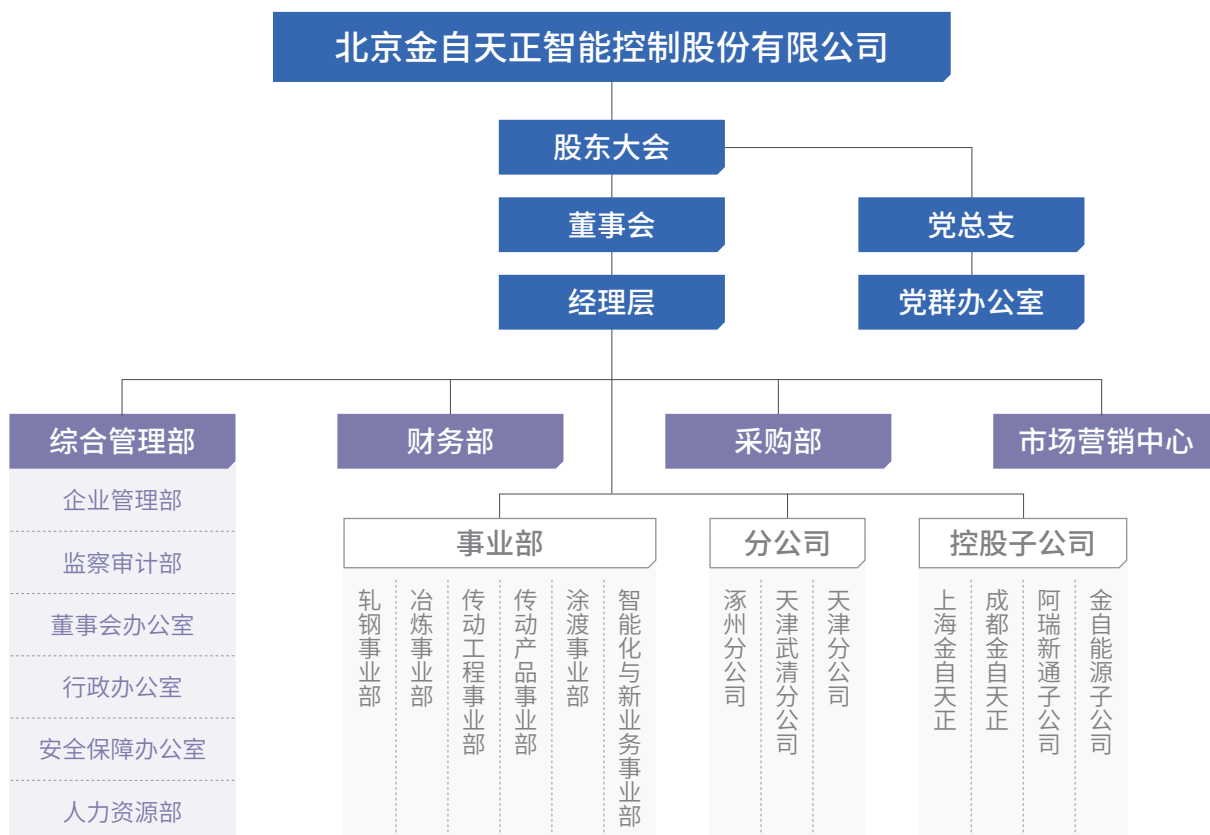 北京金自天正智能控制股份有限公司
股东大会
董事会
党总支
经理层
党群办公室
综合管理部
财务部
采购部
市场营销中心
企业管理部
监察审计部
董事会办公室
行政办公室
安全保障办公室
人力资源部
事业部
分公司
控股子公司
轧钢事业部
冶炼事业部
传动工程事业部
传动产品事业部
涂渡事业部
智能化与新业务事业部
涿州分公司
天津武清分公司
天津分公司
上海金自天正
成都金自天正
阿瑞新通子公司
金自能源子公司